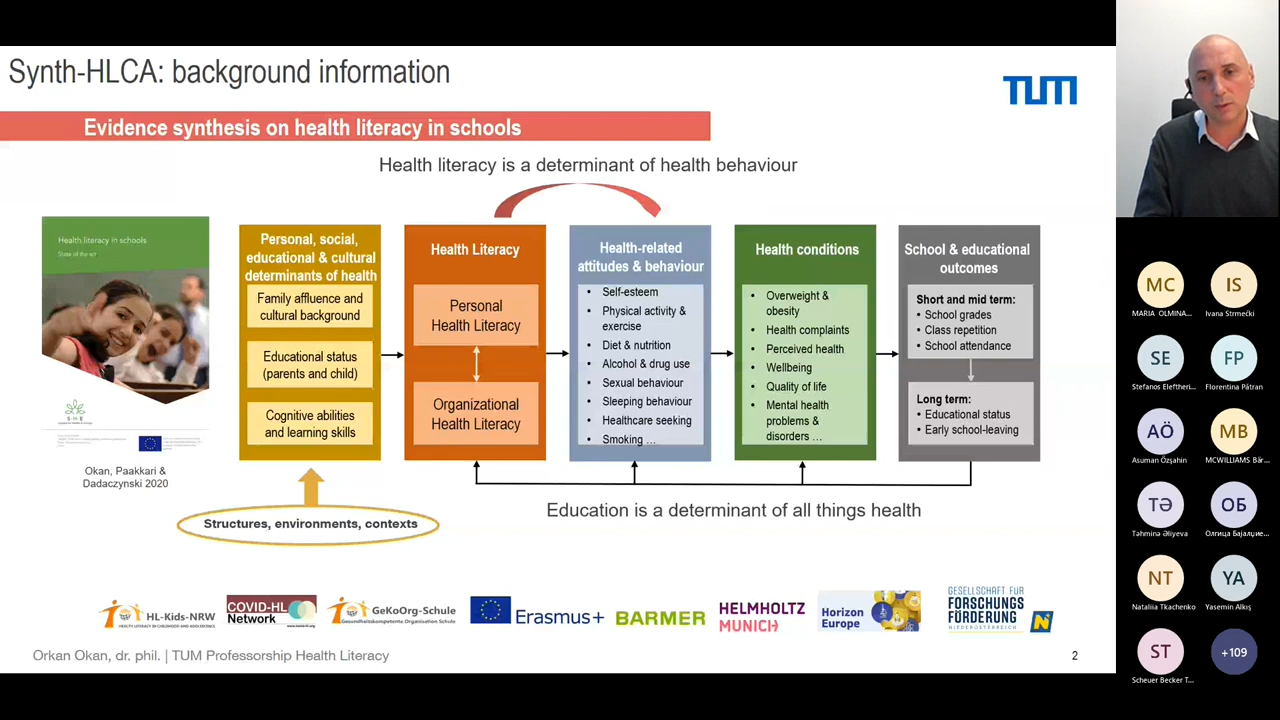 Synth-HLCA: background information
TUM
Evidence synthesis on health literacy in schools
Health literacy is a determinant of health behaviour
Health literacy in schools
State of the art
S·H·E
Okan, Paakkari &
Dadaczynski 2020
Personal, social,
educational & cultural
determinants of health
Family affluence and
cultural background
Educational status
(parents and child)
Cognitive abilities
and learning skills
Structures, environments, contexts
Health Literacy
Personal
Health Literacy
Organizational
Health Literacy
Health-related
attitudes & behaviour
• Self-esteem
• Physical activity &
exercise
• Diet & nutrition
• Alcohol & drug use
• Sexual behaviour
• Sleeping behaviour
• Healthcare seeking
• Smoking ...
Health conditions
• Overweight &
obesity
• Health complaints
• Perceived health
• Wellbeing
• Quality of life
• Mental health
problems &
disorders ...
School & educational
outcomes
Short and mid term:
• School grades
• Class repetition
• School attendance
Long term:
• Educational status
• Early school-leaving
Education is a determinant of all things health
HL-Kids-NRW
HEALTH LITERACY IN CHILDHOOD AND ADOLESCENCE
COVID-HL
Network
GeKoOrg-Schule
Gesundheitskompetente Organisation Schule
Erasmus+
BARMER
HELMHOLTZ
MUNICH
Horizon
Europe
GESELLSCHAFT FÜR
FORSCHUNGS
FÖRDERUNG
NIEDERÖSTERREICH
N
Orkan Okan, dr. phil. | TUM Professorship Health Literacy
2
MC
MARIA OLMINA...
IS
Ivana Strmečki
SE
Stefanos Eleftheri...
FP
Florentina Pătran
AÖ
Asuman Özşahin
MB
MCWILLIAMS Bär...
TƏ
Təhminə Əliyeva
ОБ
Олгица Бајалџие...
NT
Nataliia Tkachenko
YA
Yasemin Alkış
ST
Scheuer Becker T...
+109